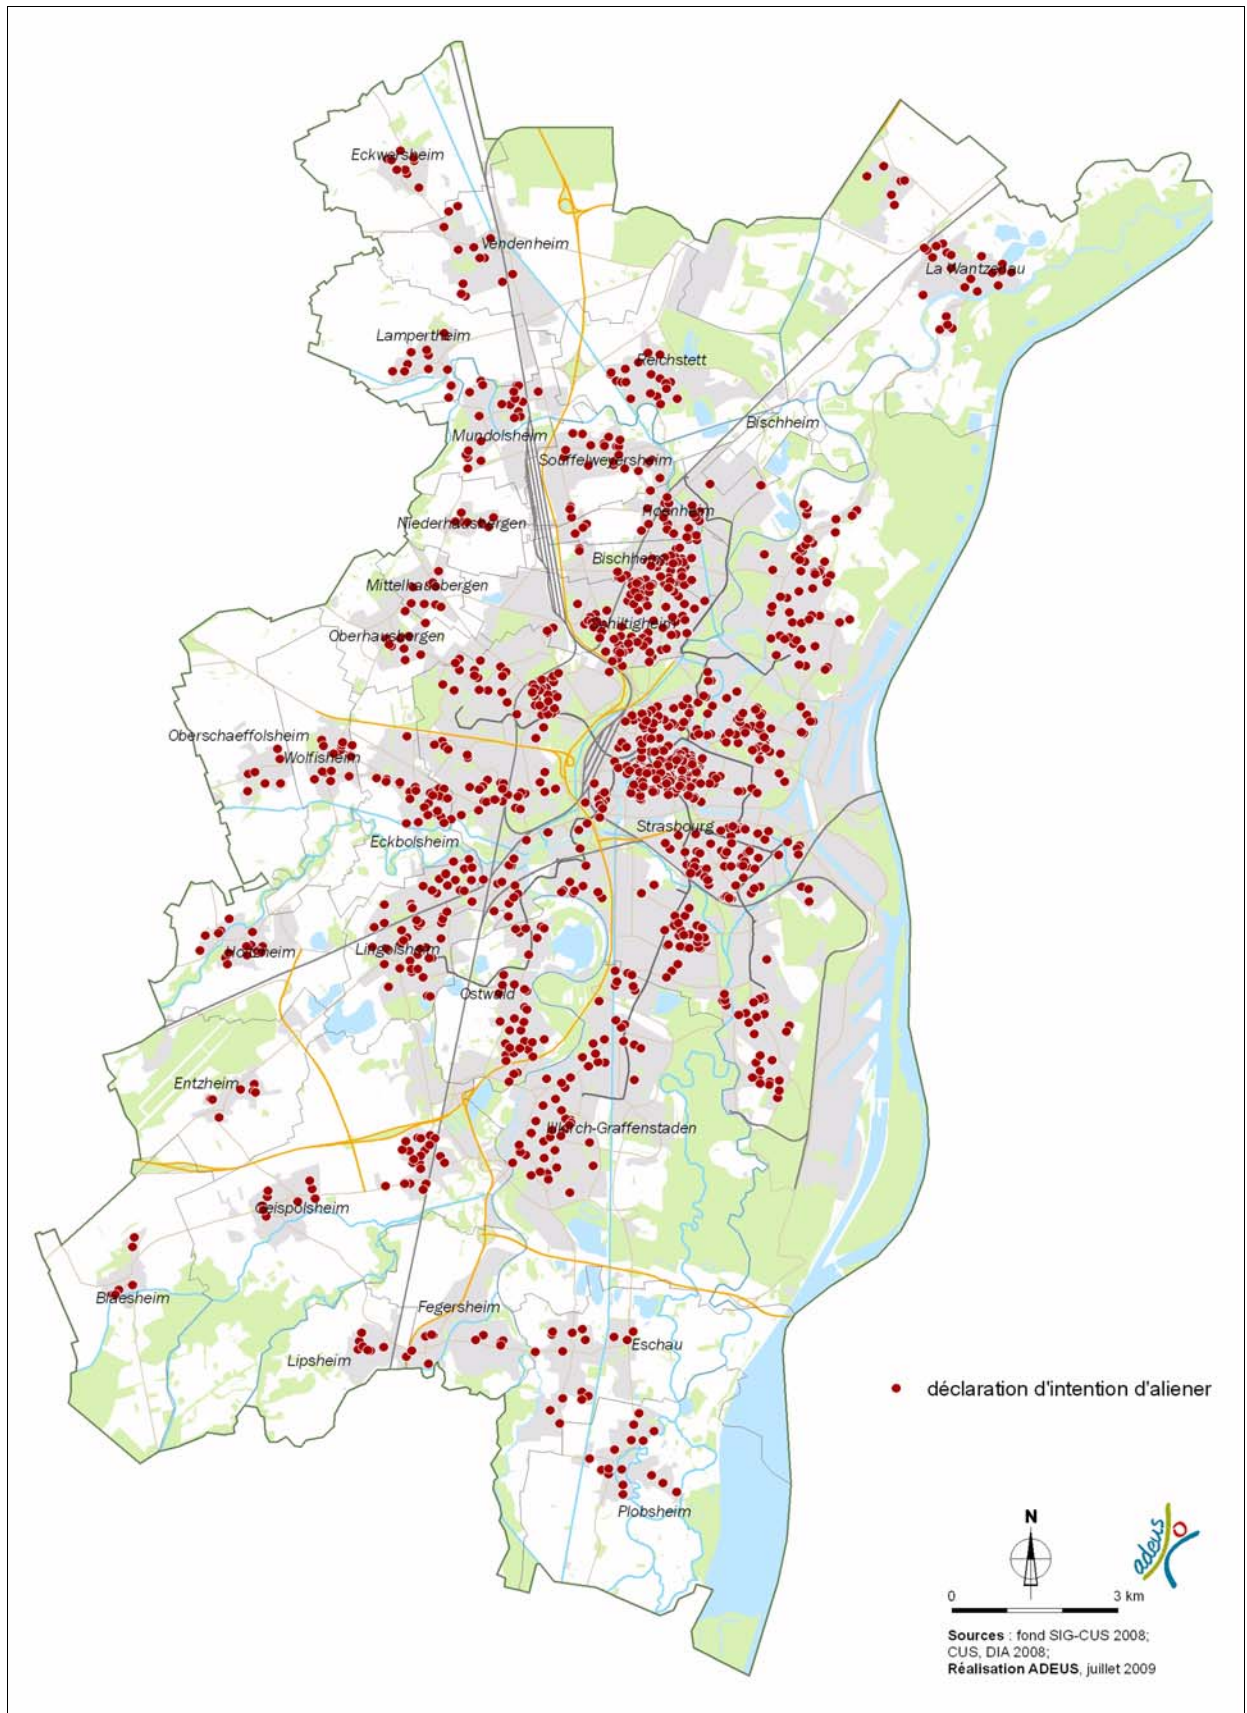 Eckwersheim
Vendenheim
La Wantzenau
Lampertheim
Reichstett
Bischheim
Mundolsheim
Souffelweyersheim
Hoenheim
Niederhausbergen
Bischheim
Mittelhausbergen
Schiltigheim
Oberhausbergen
Oberschaeffolsheim
Wolfisheim
Strasbourg
Eckbolsheim
Holtzheim
Lingolsheim
Ostwald
Entzheim
Illkirch-Graffenstaden
Geispolsheim
Blaesheim
Fegersheim
Eschau
Lipsheim
déclaration d'intention d'aliener
Plobsheim
N
adeus
0 3 km
Sources : fond SIG-CUS 2008;
CUS, DIA 2008;
Réalisation ADEUS, juillet 2009